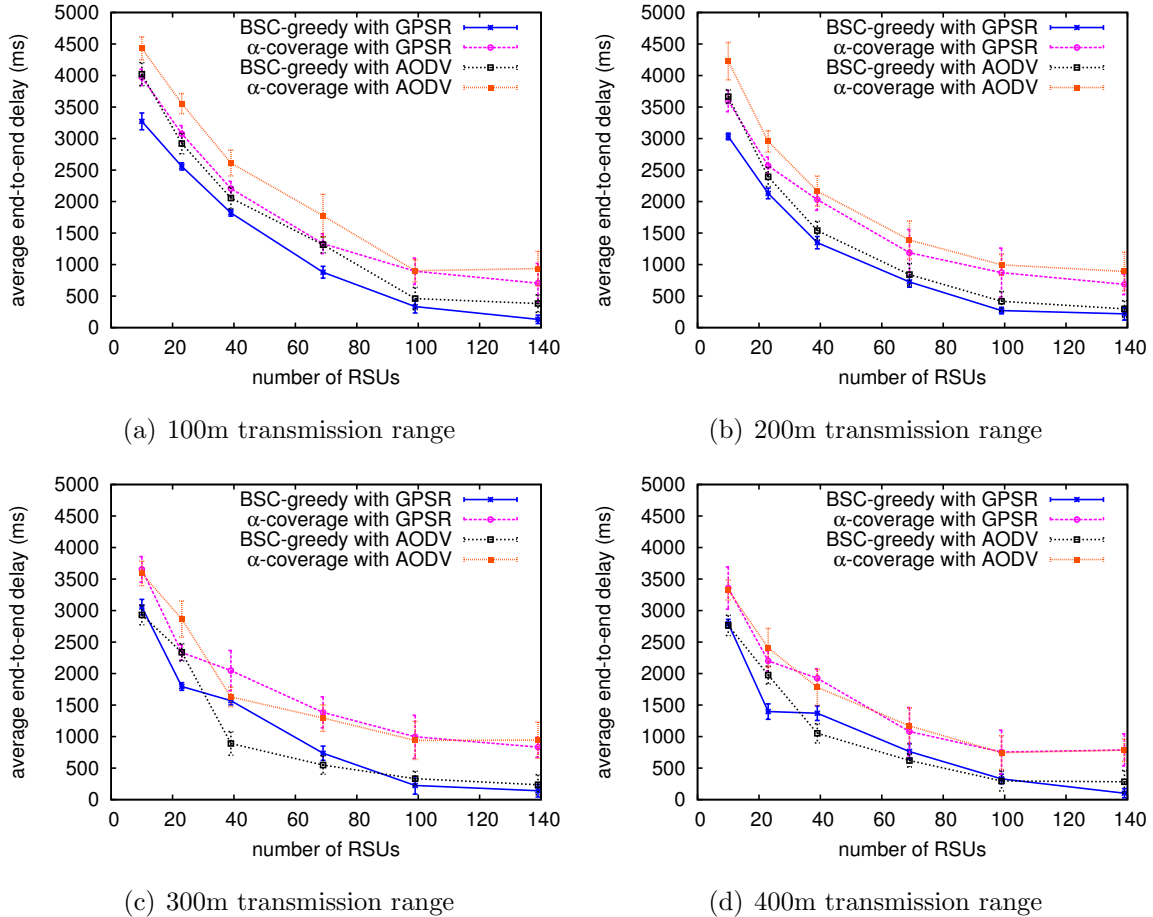 5000
4500
4000
3500
3000
2500
2000
1500
1000
500
0
average end-to-end delay (ms)
BSC-greedy with GPSR
α-coverage with GPSR
BSC-greedy with AODV
α-coverage with AODV
0 20 40 60 80 100 120 140
number of RSUs
(a) 100m transmission range
5000
4500
4000
3500
3000
2500
2000
1500
1000
500
0
average end-to-end delay (ms)
BSC-greedy with GPSR
α-coverage with GPSR
BSC-greedy with AODV
α-coverage with AODV
0 20 40 60 80 100 120 140
number of RSUs
(b) 200m transmission range
5000
4500
4000
3500
3000
2500
2000
1500
1000
500
0
average end-to-end delay (ms)
BSC-greedy with GPSR
α-coverage with GPSR
BSC-greedy with AODV
α-coverage with AODV
0 20 40 60 80 100 120 140
number of RSUs
(c) 300m transmission range
5000
4500
4000
3500
3000
2500
2000
1500
1000
500
0
average end-to-end delay (ms)
BSC-greedy with GPSR
α-coverage with GPSR
BSC-greedy with AODV
α-coverage with AODV
0 20 40 60 80 100 120 140
number of RSUs
(d) 400m transmission range